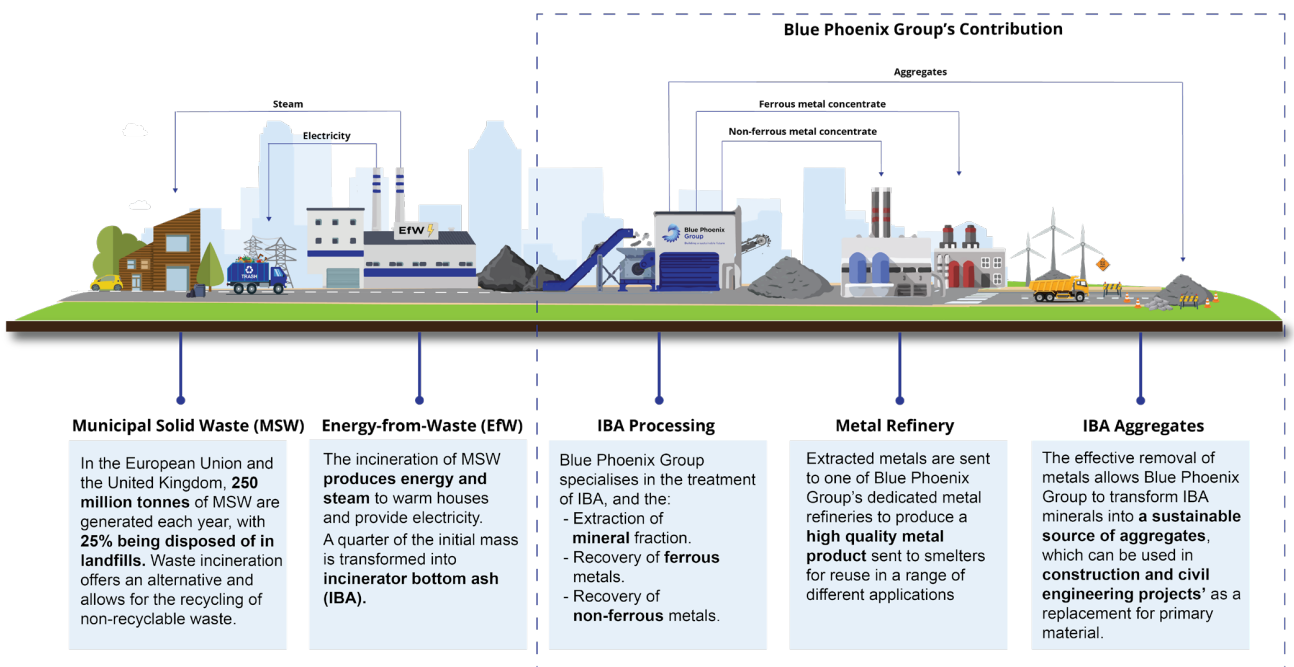 Blue Phoenix Group’s Contribution
Aggregates
Steam
Ferrous metal concentrate
Electricity
Non-ferrous metal concentrate
EfW
Blue Phoenix
Group
TRASH
Municipal Solid Waste (MSW)
In the European Union and
the United Kingdom, 250
million tonnes of MSW are
generated each year, with
25% being disposed of in
landfills. Waste incineration
offers an alternative and
allows for the recycling of
non-recyclable waste.
Energy-from-Waste (EfW)
The incineration of MSW
produces energy and
steam to warm houses
and provide electricity.
A quarter of the initial mass
is transformed into
incinerator bottom ash
(IBA).
IBA Processing
Blue Phoenix Group
specialises in the treatment
of IBA, and the:
- Extraction of
mineral fraction.
- Recovery of ferrous
metals.
- Recovery of
non-ferrous metals.
Metal Refinery
Extracted metals are sent
to one of Blue Phoenix
Group’s dedicated metal
refineries to produce a
high quality metal
product sent to smelters
for reuse in a range of
different applications
IBA Aggregates
The effective removal of
metals allows Blue Phoenix
Group to transform IBA
minerals into a sustainable
source of aggregates,
which can be used in
construction and civil
engineering projects’ as a
replacement for primary
material.